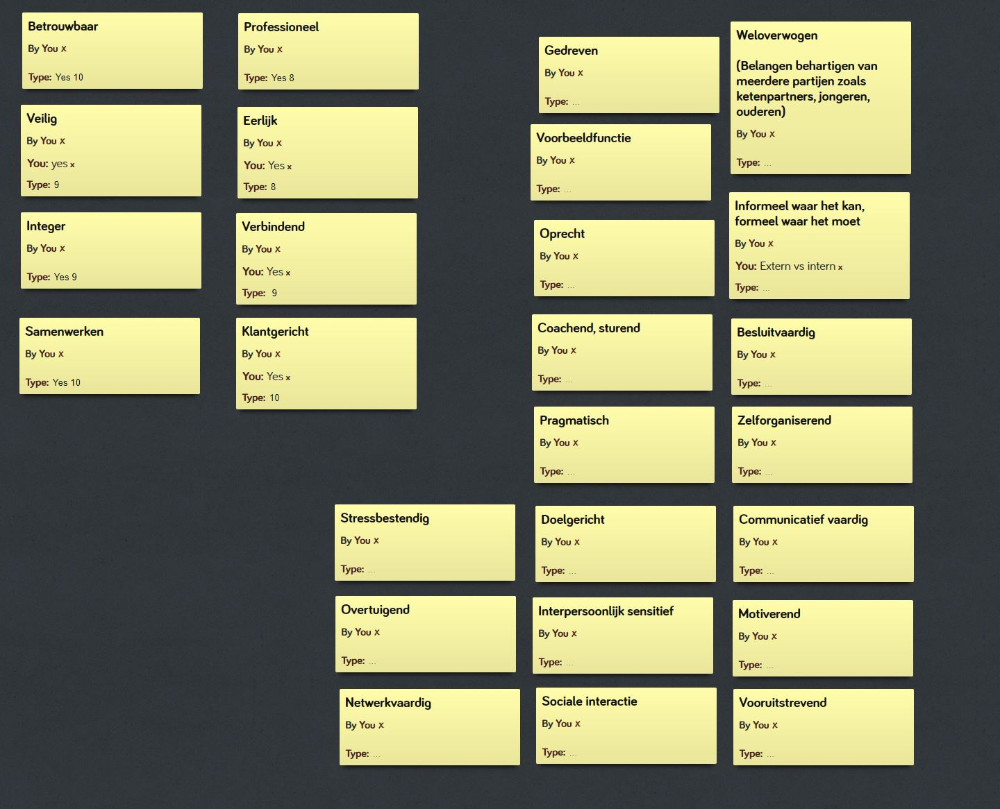 Betrouwbaar
By You x
Type: Yes 10
Veilig
By You x
You: yes x
Type: 9
Integer
By You x
Type: Yes 9
Samenwerken
By You x
Type: Yes 10
Professioneel
By You x
Type: Yes 8
Eerlijk
By You x
You: Yes x
Type: 8
Verbindend
By You x
You: Yes x
Type: 9
Klantgericht
By You x
You: Yes x
Type: 10
Stressbestendig
By You x
Type: ...
Overtuigend
By You x
Type: ...
Netwerkvaardig
By You x
Type: ...
Gedreven
By You x
Type: ...
Voorbeeldfunctie
By You x
Type: ...
Oprecht
By You x
Type: ...
Coachend, sturend
By You x
Type: ...
Pragmatisch
By You x
Type: ...
Doelgericht
By You x
Type: ...
Interpersoonlijk sensitief
By You x
Type: ...
Sociale interactie
By You x
Type: ...
Weloverwogen
(Belangen behartigen van
meerdere partijen zoals
ketenpartners, jongeren,
ouderen)
By You x
Type: ...
Informeel waar het kan,
formeel waar het moet
By You x
You: Extern vs intern x
Type: ...
Besluitvaardig
By You x
Type: ...
Zelforganiserend
By You x
Type: ...
Communicatief vaardig
By You x
Type: ...
Motiverend
By You x
Type: ...
Vooruitstrevend
By You x
Type: ...